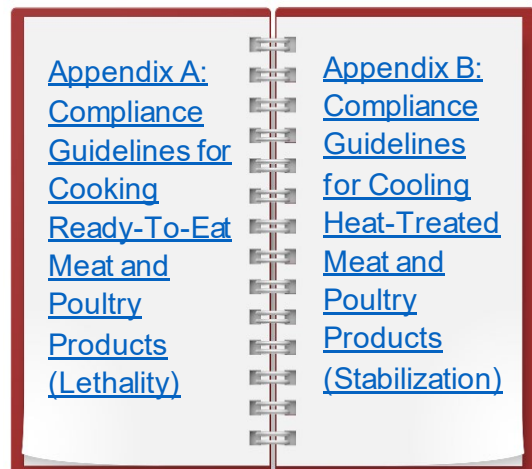 Appendix A:
Compliance
Guidelines for
Cooking
Ready-To-Eat
Meat and
Poultry
Products
(Lethality)
Appendix B:
Compliance
Guidelines
for Cooling
Heat-Treated
Meat and
Poultry
Products
(Stabilization)